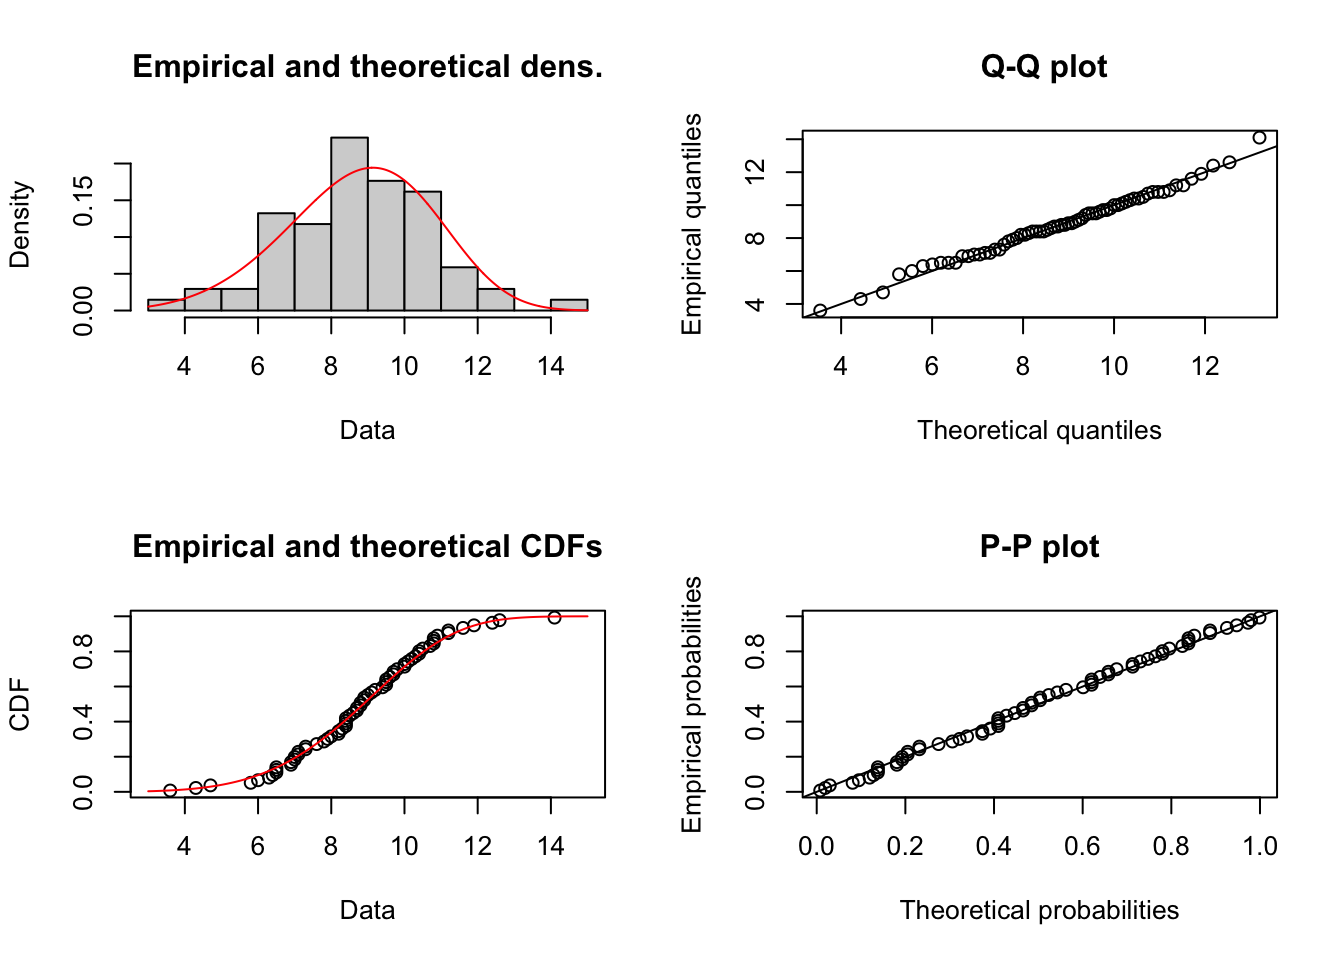 Empirical and theoretical dens.
Density
0.00 0.15
4 6 8 10 12 14
Data
Q-Q plot
Empirical quantiles
4 8 12
4 6 8 10 12
Theoretical quantiles
Empirical and theoretical CDFs
CDF
0.0 0.4 0.8
4 6 8 10 12 14
Data
P-P plot
Empirical probabilities
0.0 0.4 0.8
0.0 0.2 0.4 0.6 0.8 1.0
Theoretical probabilities